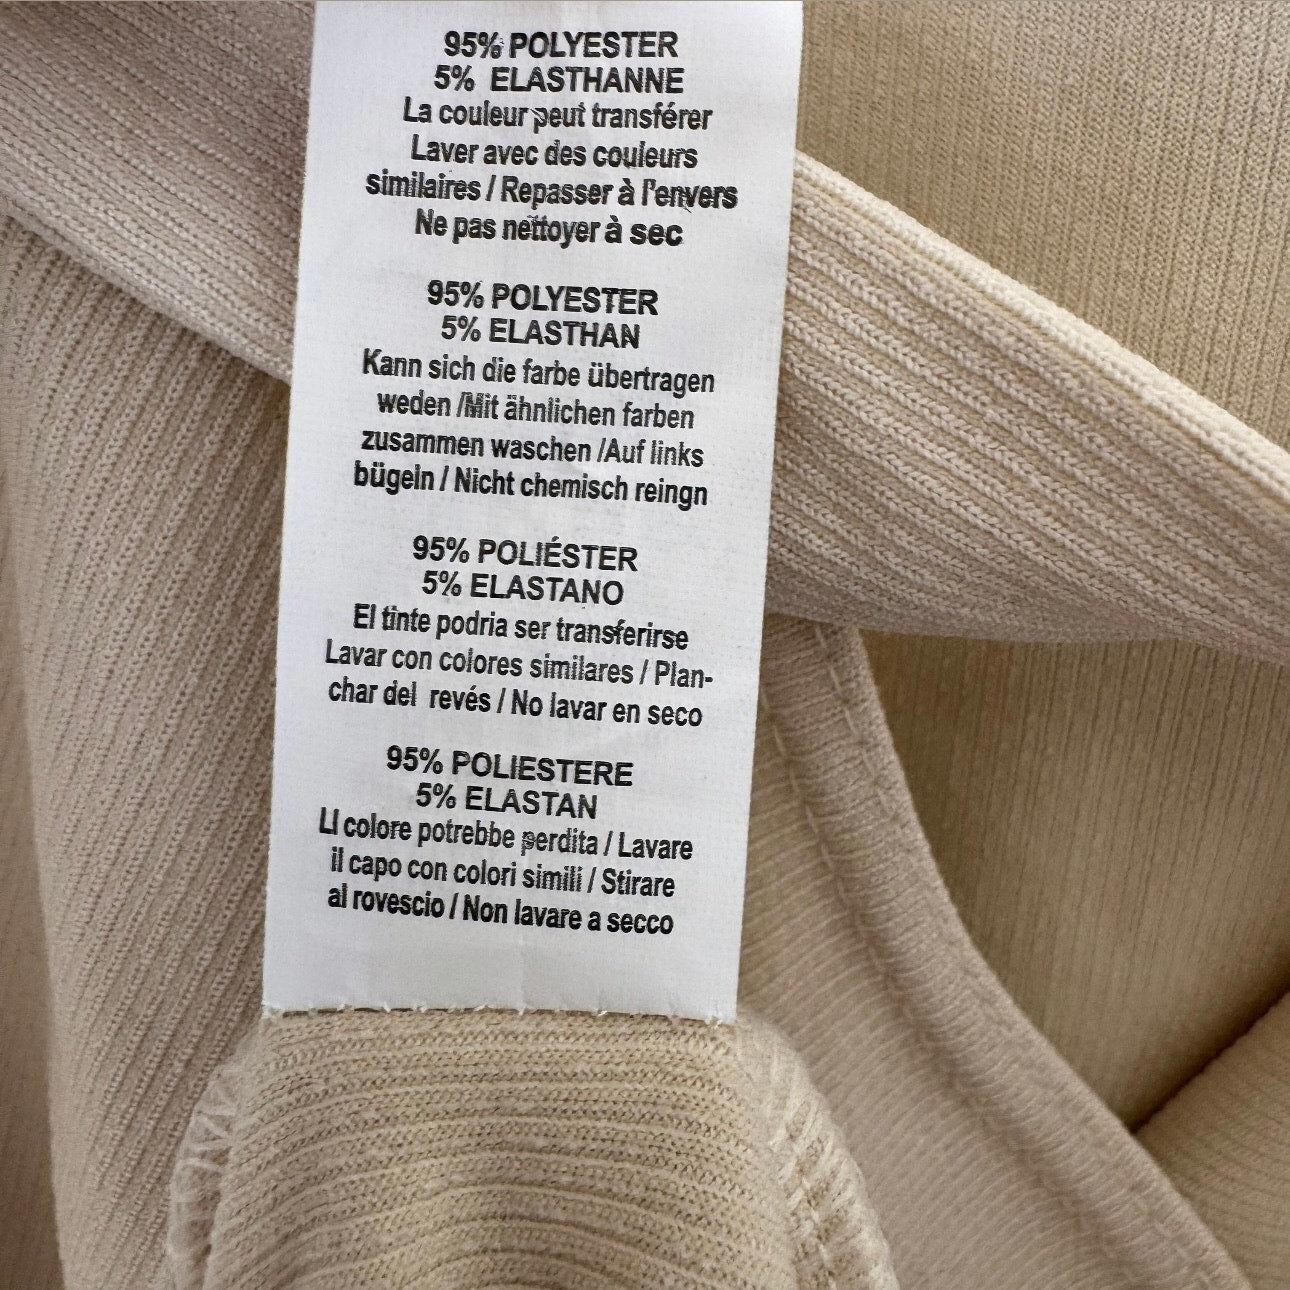 95% POLYESTER
5% ELASTHANNE
La couleur peut transférer
Laver avec des couleurs
similaires / Repasser à l'envers
Ne pas nettoyer à sec
95% POLYESTER
5% ELASTHAN
Kann sich die farbe übertragen
weden /Mit ähnlichen farben
zusammen waschen /Auf links
bügeln / Nicht chemisch reingn
95% POLIÉSTER
5% ELASTANO
El tinte podria ser transferirse
Lavar con colores similares / Plan-
char del revés / No lavar en seco
95% POLIESTERE
5% ELASTAN
LI colore potrebbe perdita / Lavare
il capo con colori simili / Stirare
al rovescio / Non lavare a secco